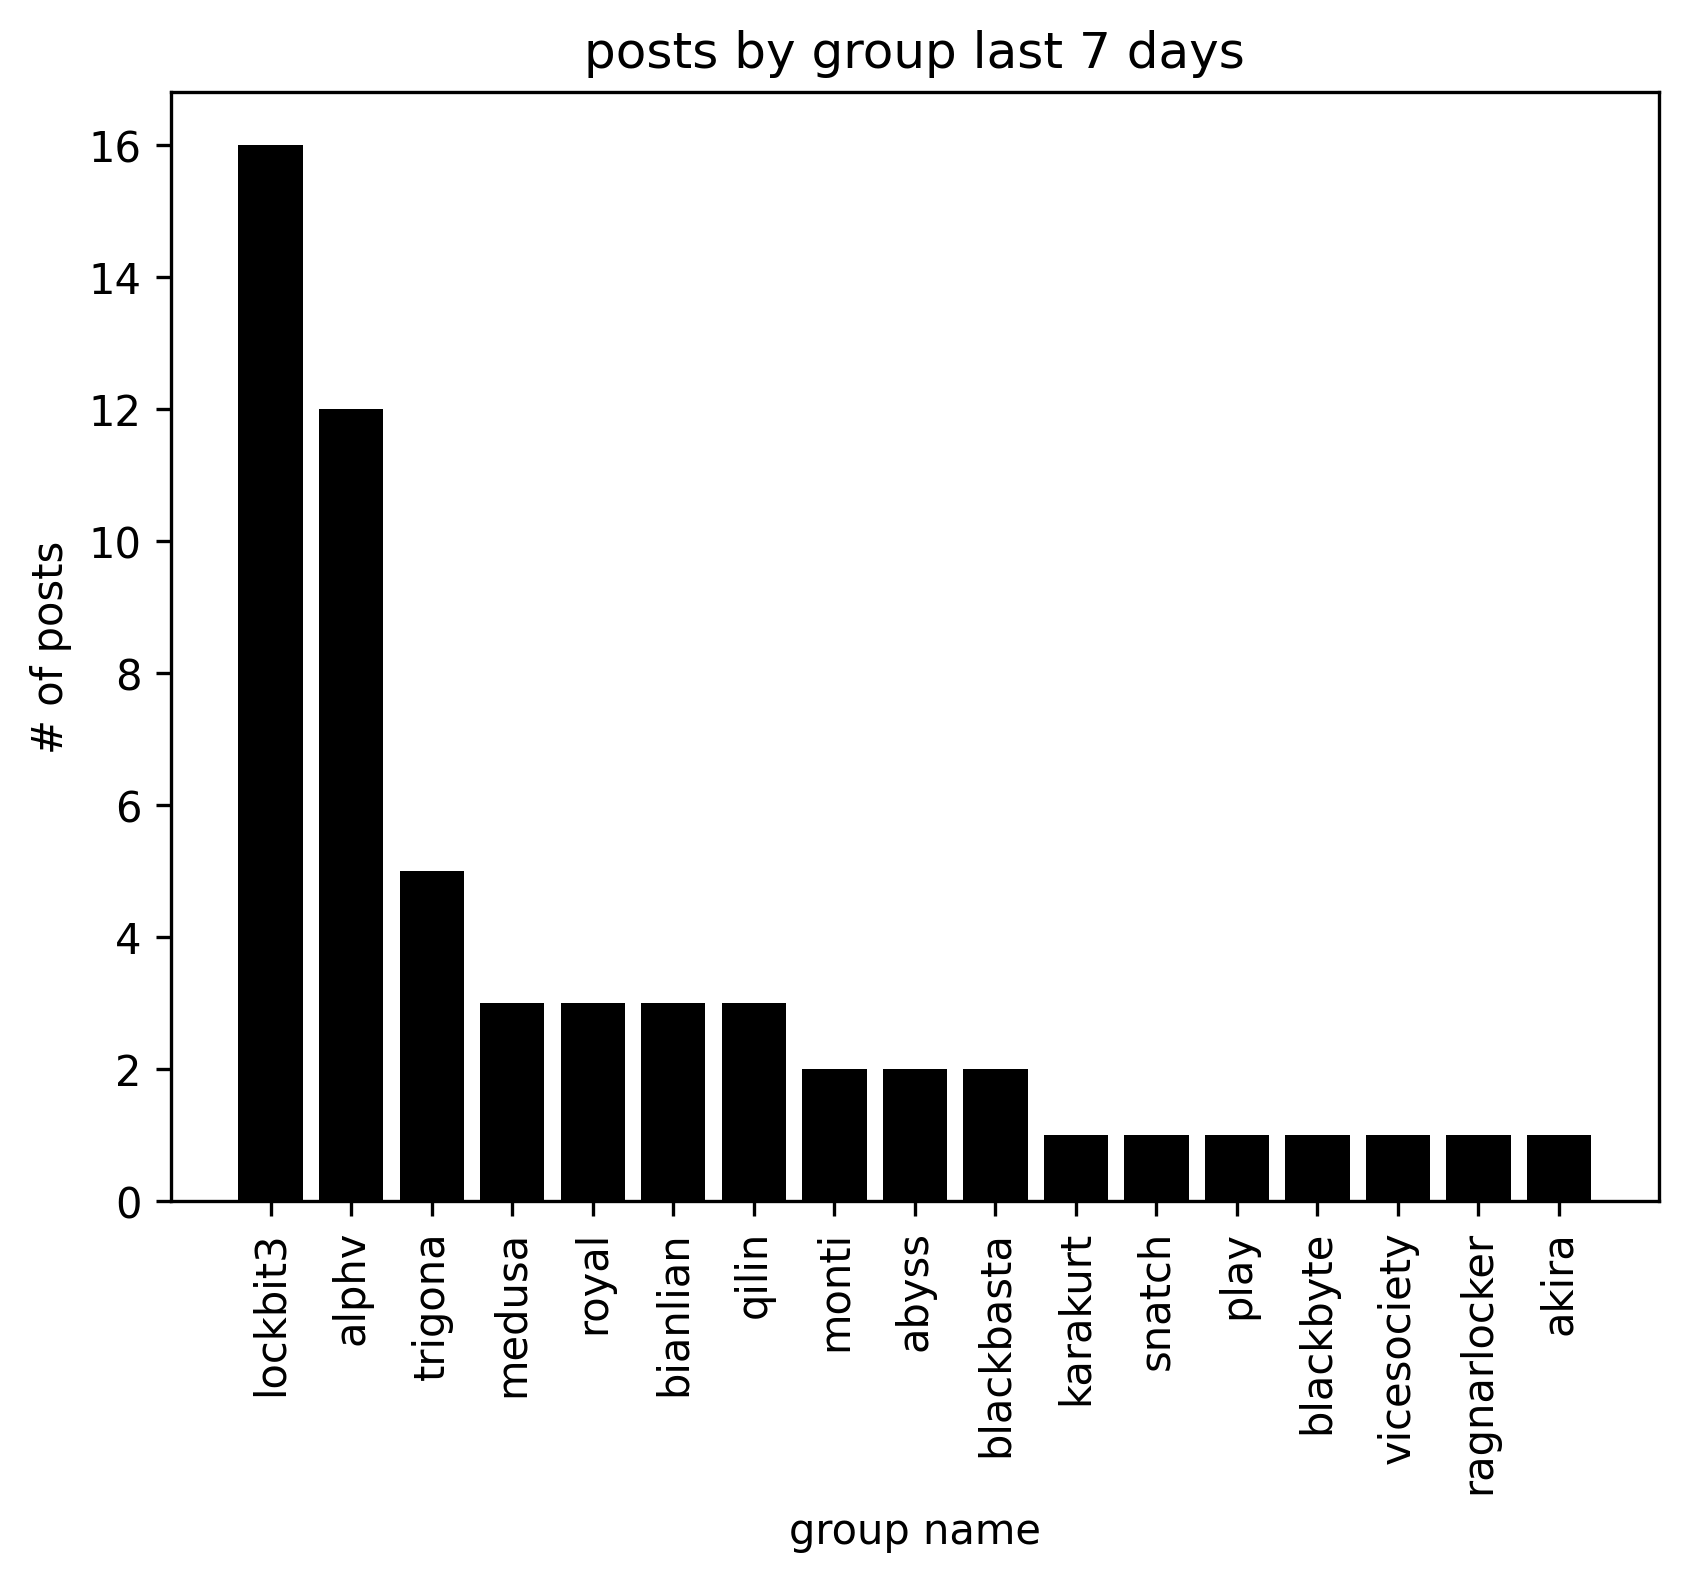 posts by group last 7 days
16
14
12
10
8
6
4
2
0
# of posts
lockbit3
alphv
trigona
medusa
royal
bianlian
qilin
monti
abyss
blackbasta
karakurt
snatch
play
blackbyte
vicesociety
ragnarlocker
akira
group name